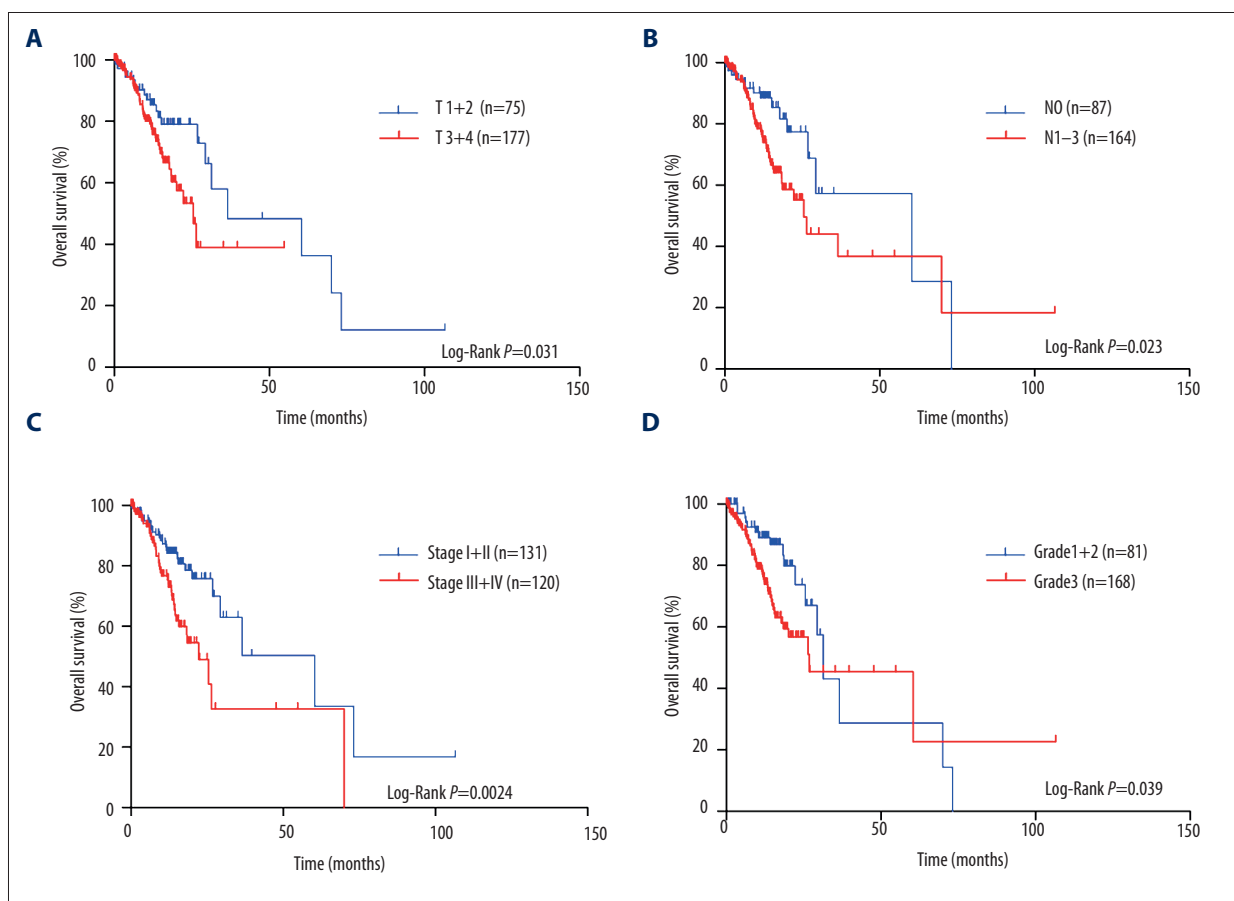 A
Overall survival (%)
100
80
60
40
20
0
T 1+2 (n=75)
T 3+4 (n=177)
Log-Rank P=0.031
0
50
100
150
Time (months)
B
Overall survival (%)
100
80
60
40
20
0
N0 (n=87)
N1–3 (n=164)
Log-Rank P=0.023
0
50
100
150
Time (months)
C
Overall survival (%)
100
80
60
40
20
0
Stage I+II (n=131)
Stage III+IV (n=120)
Log-Rank P=0.0024
0
50
100
150
Time (months)
D
Overall survival (%)
100
80
60
40
20
0
Grade1+2 (n=81)
Grade3 (n=168)
Log-Rank P=0.039
0
50
100
150
Time (months)